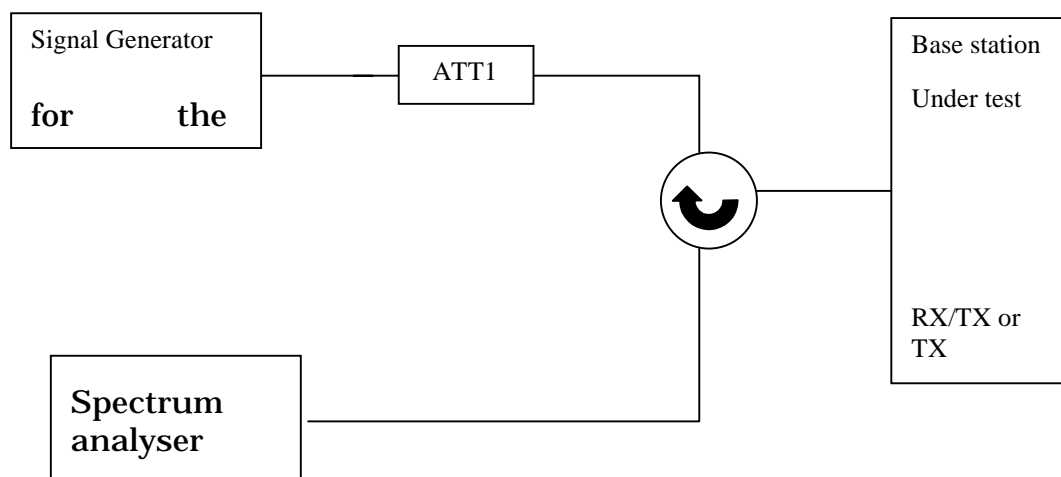 Signal Generator
for the
ATT1
Base station
Under test
RX/TX or
TX
Spectrum
analyser